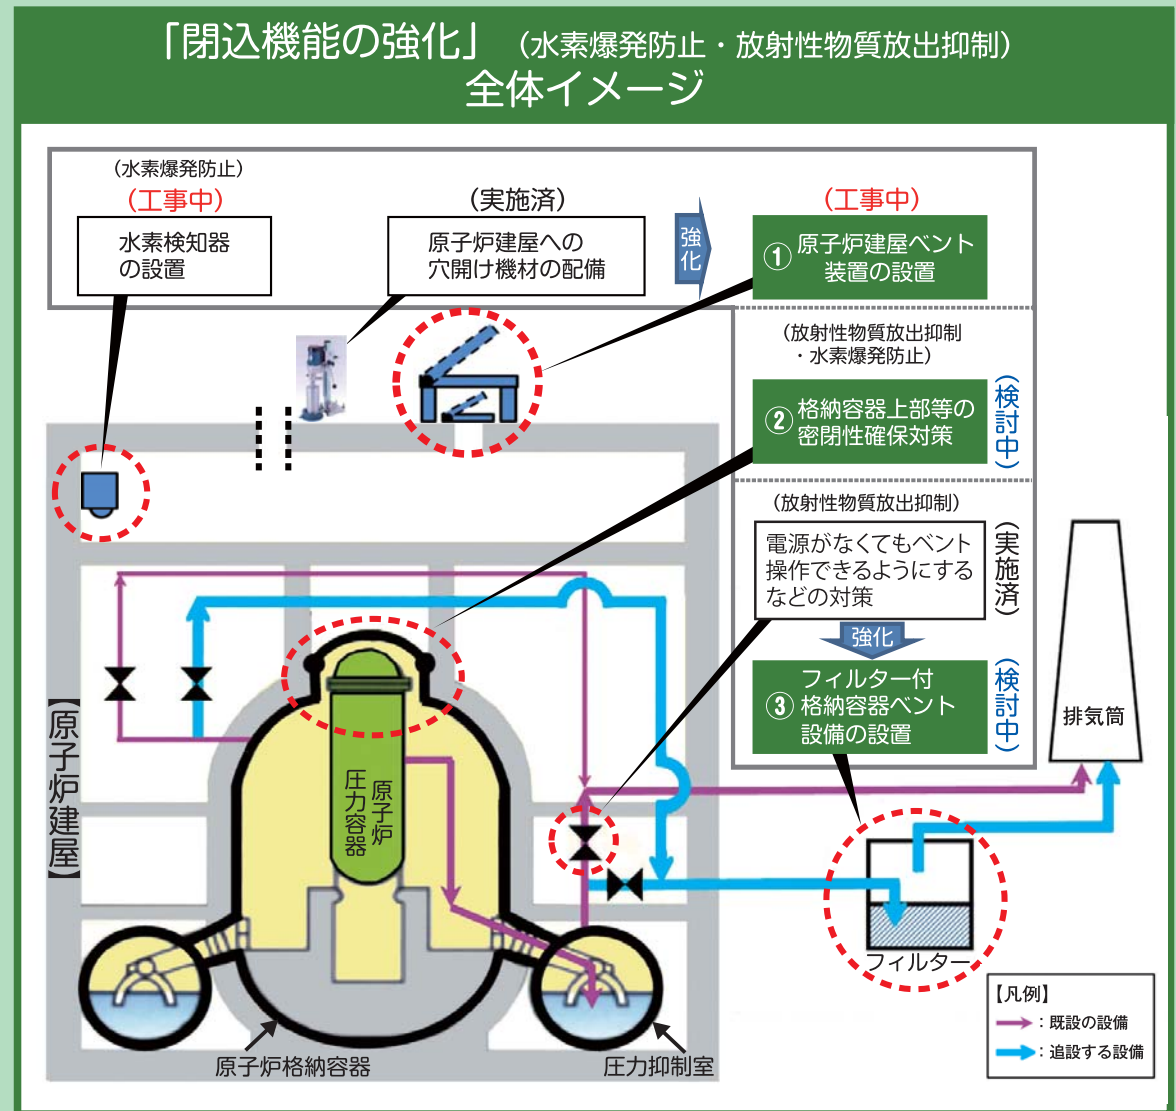 「閉込機能の強化」（水素爆発防止・放射性物質放出抑制）
全体イメージ
（水素爆発防止）
（工事中）
水素検知器
の設置
（実施済）
原子炉建屋への
穴開け機材の配備
強化
（工事中）
①原子炉建屋ベント
装置の設置
（放射性物質放出抑制
・水素爆発防止）
②格納容器上部等の
密閉性確保対策
（検討中）
（放射性物質放出抑制）
電源がなくてもベント
操作できるようにする
などの対策
（実施済）
強化
③フィルター付
格納容器ベント
設備の設置
（検討中）
排気筒
【原子炉建屋】
原子炉
圧力容器
フィルター
原子炉格納容器
圧力抑制室
【凡例】
：既設の設備
：追設する設備